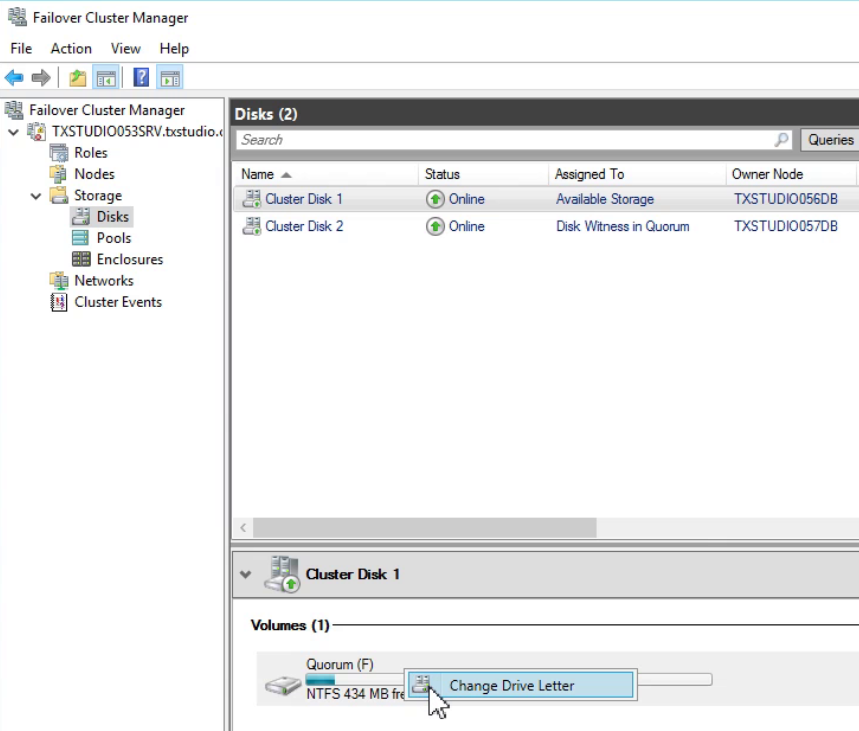 Failover Cluster Manager
File Action View Help
Failover Cluster Manager
TXSTUDIO053SRV.txstudio.c
Roles
Nodes
Storage
Disks
Pools
Enclosures
Networks
Cluster Events
Disks (2)
Search
Queries
Name Status Assigned To Owner Node
Cluster Disk 1 Online Available Storage TXSTUDIO056DB
Cluster Disk 2 Online Disk Witness in Quorum TXSTUDIO057DB
Cluster Disk 1
Volumes (1)
Quorum (F)
NTFS 434 MB fre
Change Drive Letter